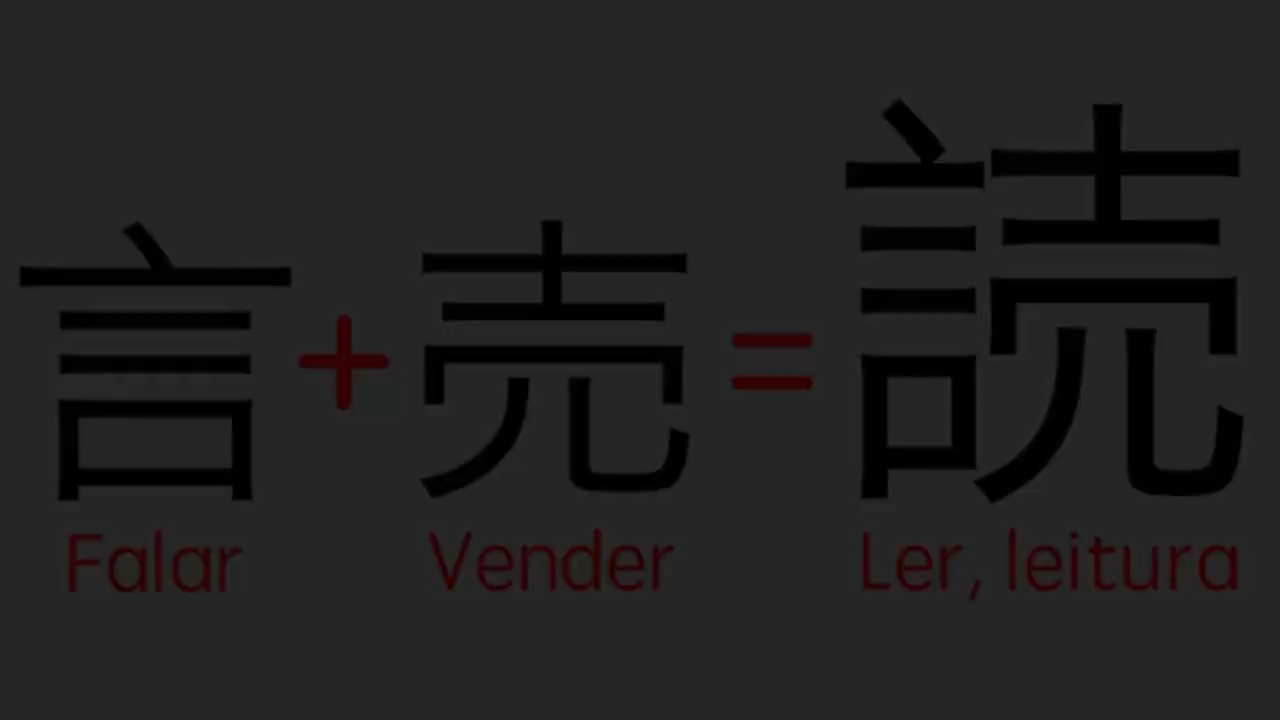 言 + 売 = 読
Falar Vender Ler, leitura